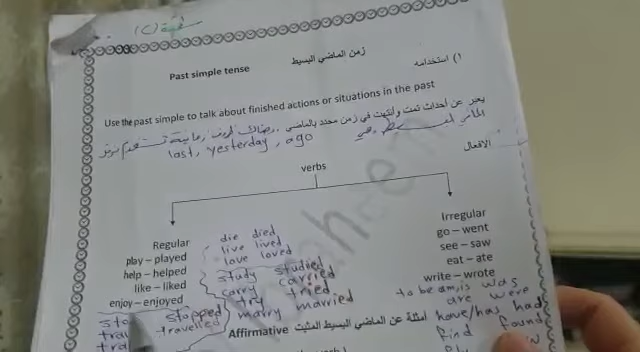 (C)
Past simple tense زمن الماضي البسيط
١) استخدامه
Use the past simple to talk about finished actions or situations in the past
يعبر عن أحداث تمت وانتهت في زمن محدد بالماضي
last, yesterday, ago
الافعال
verbs
Regular
play – played
help – helped
like – liked
enjoy – enjoyed
stopped
travelled
die died
live lived
love loved
study studied
carry carried
try tried
marry married
Irregular
go – went
see – saw
eat – ate
write – wrote
to be am, is was
are were
have/has had
find found
Affirmative أمثلة عن الماضي البسيط المثبت